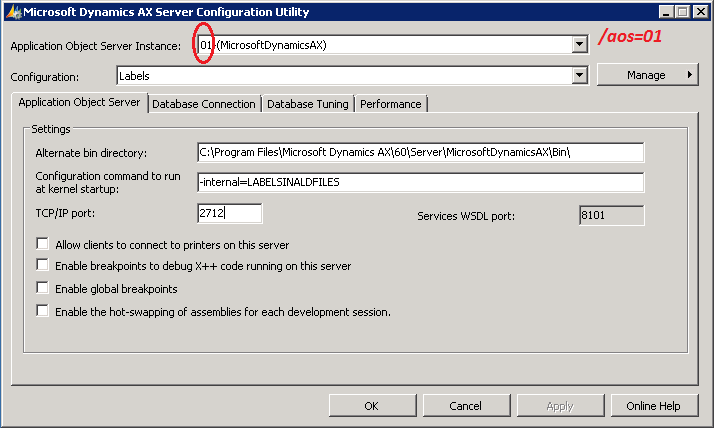 Microsoft Dynamics AX Server Configuration Utility
Application Object Server Instance: 01-(MicrosoftDynamicsAX) /aos=01
Configuration: Labels Manage
Application Object Server Database Connection Database Tuning Performance
Settings
Alternate bin directory: C:\Program Files\Microsoft Dynamics AX\60\Server\MicrosoftDynamicsAX\Bin\
Configuration command to run
at kernel startup: -internal=LABELSINALDFILES
TCP/IP port: 2712 Services WSDL port: 8101
Allow clients to connect to printers on this server
Enable breakpoints to debug X++ code running on this server
Enable global breakpoints
Enable the hot-swapping of assemblies for each development session.
OK Cancel Apply Online Help